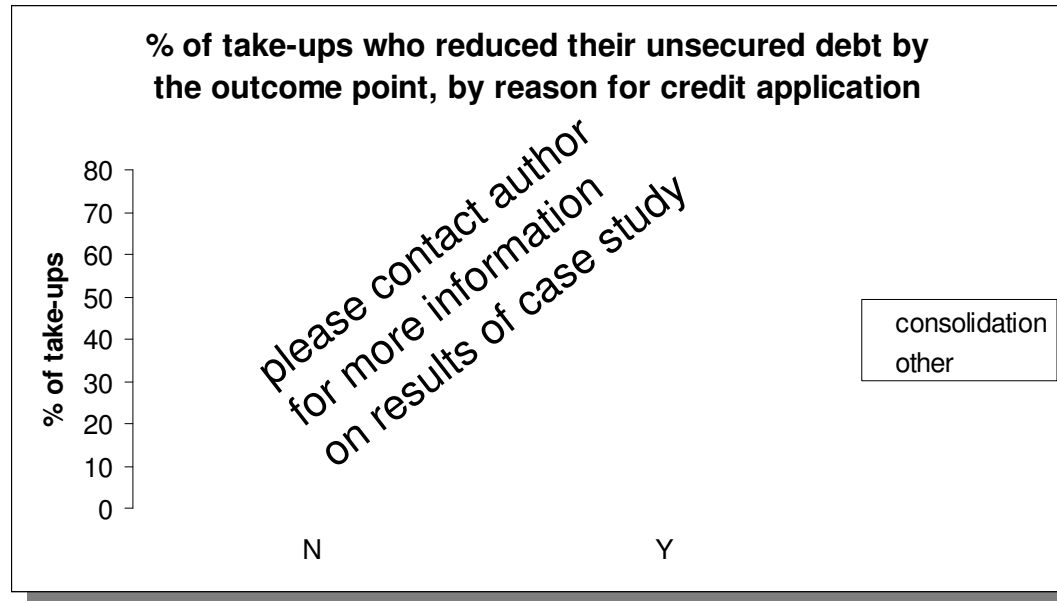 % of take-ups who reduced their unsecured debt by
the outcome point, by reason for credit application
please contact author
for more information
on results of case study
% of take-ups
80
70
60
50
40
30
20
10
0
N Y
consolidation
other